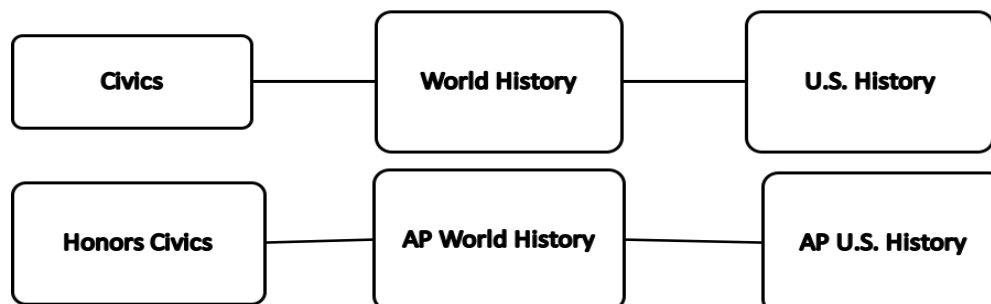 Civics
World History
U.S. History
Honors Civics
AP World History
AP U.S. History